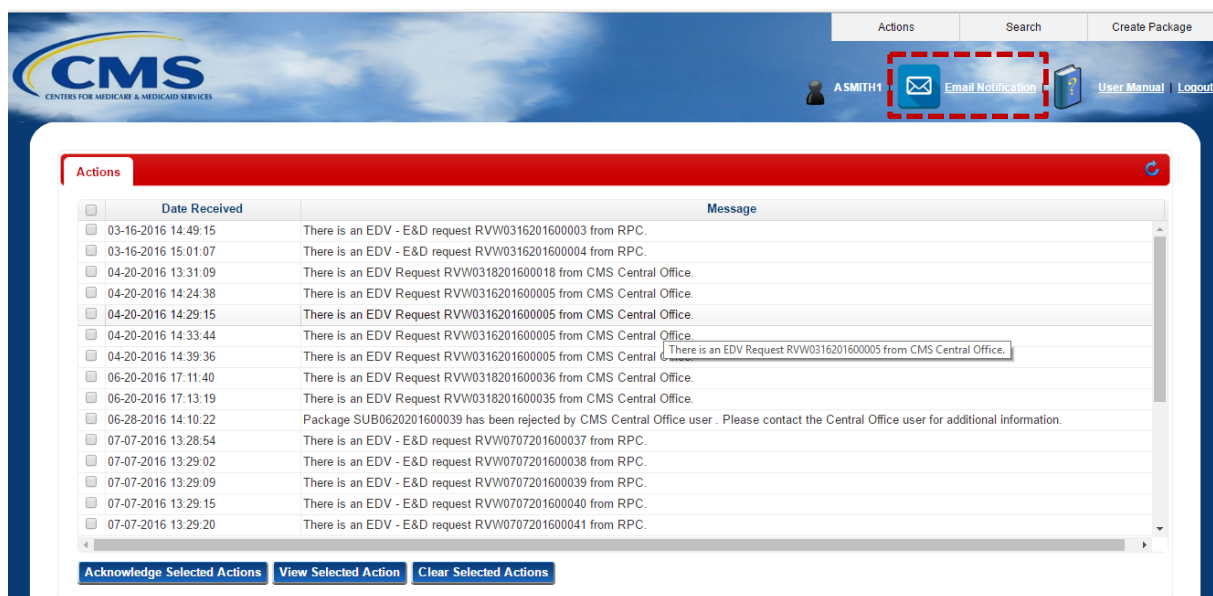 Actions Search Create Package
CMS
CENTERS FOR MEDICARE & MEDICAID SERVICES
ASMITH1 Email Notification ? User Manual | Logout
Actions
Date Received Message
03-16-2016 14:49:15 There is an EDV - E&D request RVW0316201600003 from RPC.
03-16-2016 15:01:07 There is an EDV - E&D request RVW0316201600004 from RPC.
04-20-2016 13:31:09 There is an EDV Request RVW0318201600018 from CMS Central Office.
04-20-2016 14:24:38 There is an EDV Request RVW0316201600005 from CMS Central Office.
04-20-2016 14:29:15 There is an EDV Request RVW0316201600005 from CMS Central Office.
04-20-2016 14:33:44 There is an EDV Request RVW0316201600005 from CMS Central Office.
There is an EDV Request RVW0316201600005 from CMS Central Office.
04-20-2016 14:39:36 There is an EDV Request RVW0316201600005 from CMS Central Office.
06-20-2016 17:11:40 There is an EDV Request RVW0318201600036 from CMS Central Office.
06-20-2016 17:13:19 There is an EDV Request RVW0318201600035 from CMS Central Office.
06-28-2016 14:10:22 Package SUB0620201600039 has been rejected by CMS Central Office user . Please contact the Central Office user for additional information.
07-07-2016 13:28:54 There is an EDV - E&D request RVW0707201600037 from RPC.
07-07-2016 13:29:02 There is an EDV - E&D request RVW0707201600038 from RPC.
07-07-2016 13:29:09 There is an EDV - E&D request RVW0707201600039 from RPC.
07-07-2016 13:29:15 There is an EDV - E&D request RVW0707201600040 from RPC.
07-07-2016 13:29:20 There is an EDV - E&D request RVW0707201600041 from RPC.
Acknowledge Selected Actions View Selected Action Clear Selected Actions